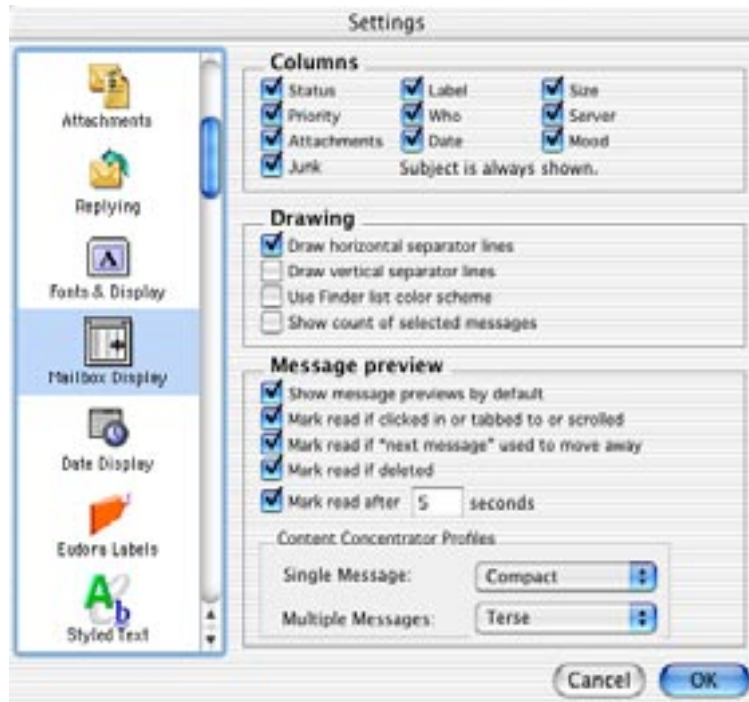 Settings
Attachments
Replying
Fonts & Display
Mailbox Display
Date Display
Eudora Labels
Styled Text
Columns
Status Label Size
Priority Who Server
Attachments Date Mood
Junk Subject is always shown.
Drawing
Draw horizontal separator lines
Draw vertical separator lines
Use Finder list color scheme
Show count of selected messages
Message preview
Show message previews by default
Mark read if clicked in or tabbed to or scrolled
Mark read if "next message" used to move away
Mark read if deleted
Mark read after 5 seconds
Content Concentrator Profiles
Single Message: Compact
Multiple Messages: Terse
Cancel OK